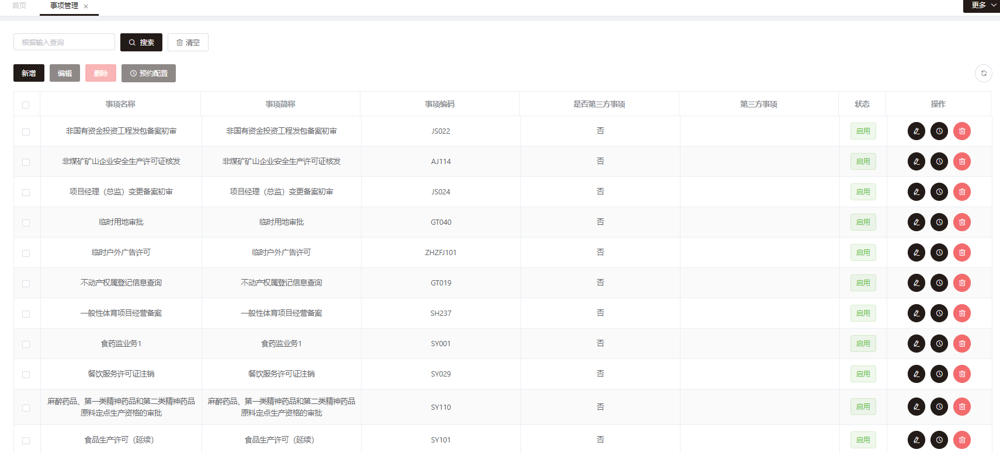 首页 事项管理 × 更多
根据输入查询 搜索 清空
新增 编辑 删除 预约配置
事项名称 事项简称 事项编码 是否第三方事项 第三方事项 状态 操作
非国有资金投资工程发包备案初审 非国有资金投资工程发包备案初审 JS022 否 启用
非煤矿矿山企业安全生产许可证核发 非煤矿矿山企业安全生产许可证核发 AJ114 否 启用
项目经理（总监）变更备案初审 项目经理（总监）变更备案初审 JS024 否 启用
临时用地审批 临时用地审批 GT040 否 启用
临时户外广告许可 临时户外广告许可 ZHZFJ101 否 启用
不动产权属登记信息查询 不动产权属登记信息查询 GT019 否 启用
一般性体育项目经营备案 一般性体育项目经营备案 SH237 否 启用
食药监业务1 食药监业务1 SY001 否 启用
餐饮服务许可证注销 餐饮服务许可证注销 SY029 否 启用
麻醉药品、第一类精神药品和第二类精神药品 麻醉药品、第一类精神药品和第二类精神药品
原料定点生产资格的审批 原料定点生产资格的审批 SY110 否 启用
食品生产许可（延续） 食品生产许可（延续） SY101 否 启用